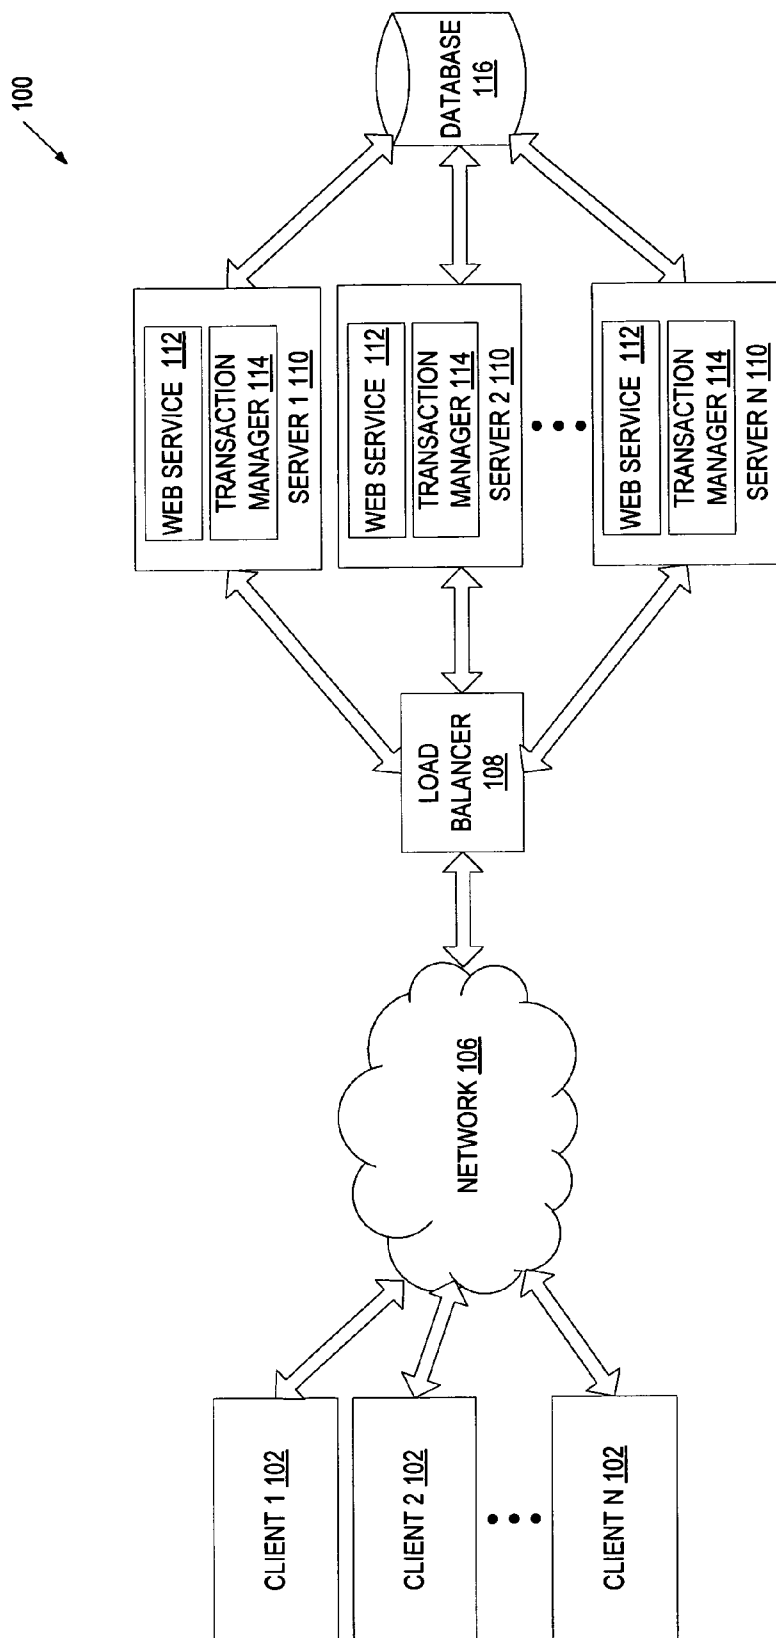 100
CLIENT 1 102
CLIENT 2 102
CLIENT N 102
NETWORK 106
LOAD
BALANCER
108
WEB SERVICE 112
TRANSACTION
MANAGER 114
SERVER 1 110
WEB SERVICE 112
TRANSACTION
MANAGER 114
SERVER 2 110
WEB SERVICE 112
TRANSACTION
MANAGER 114
SERVER N 110
DATABASE
116